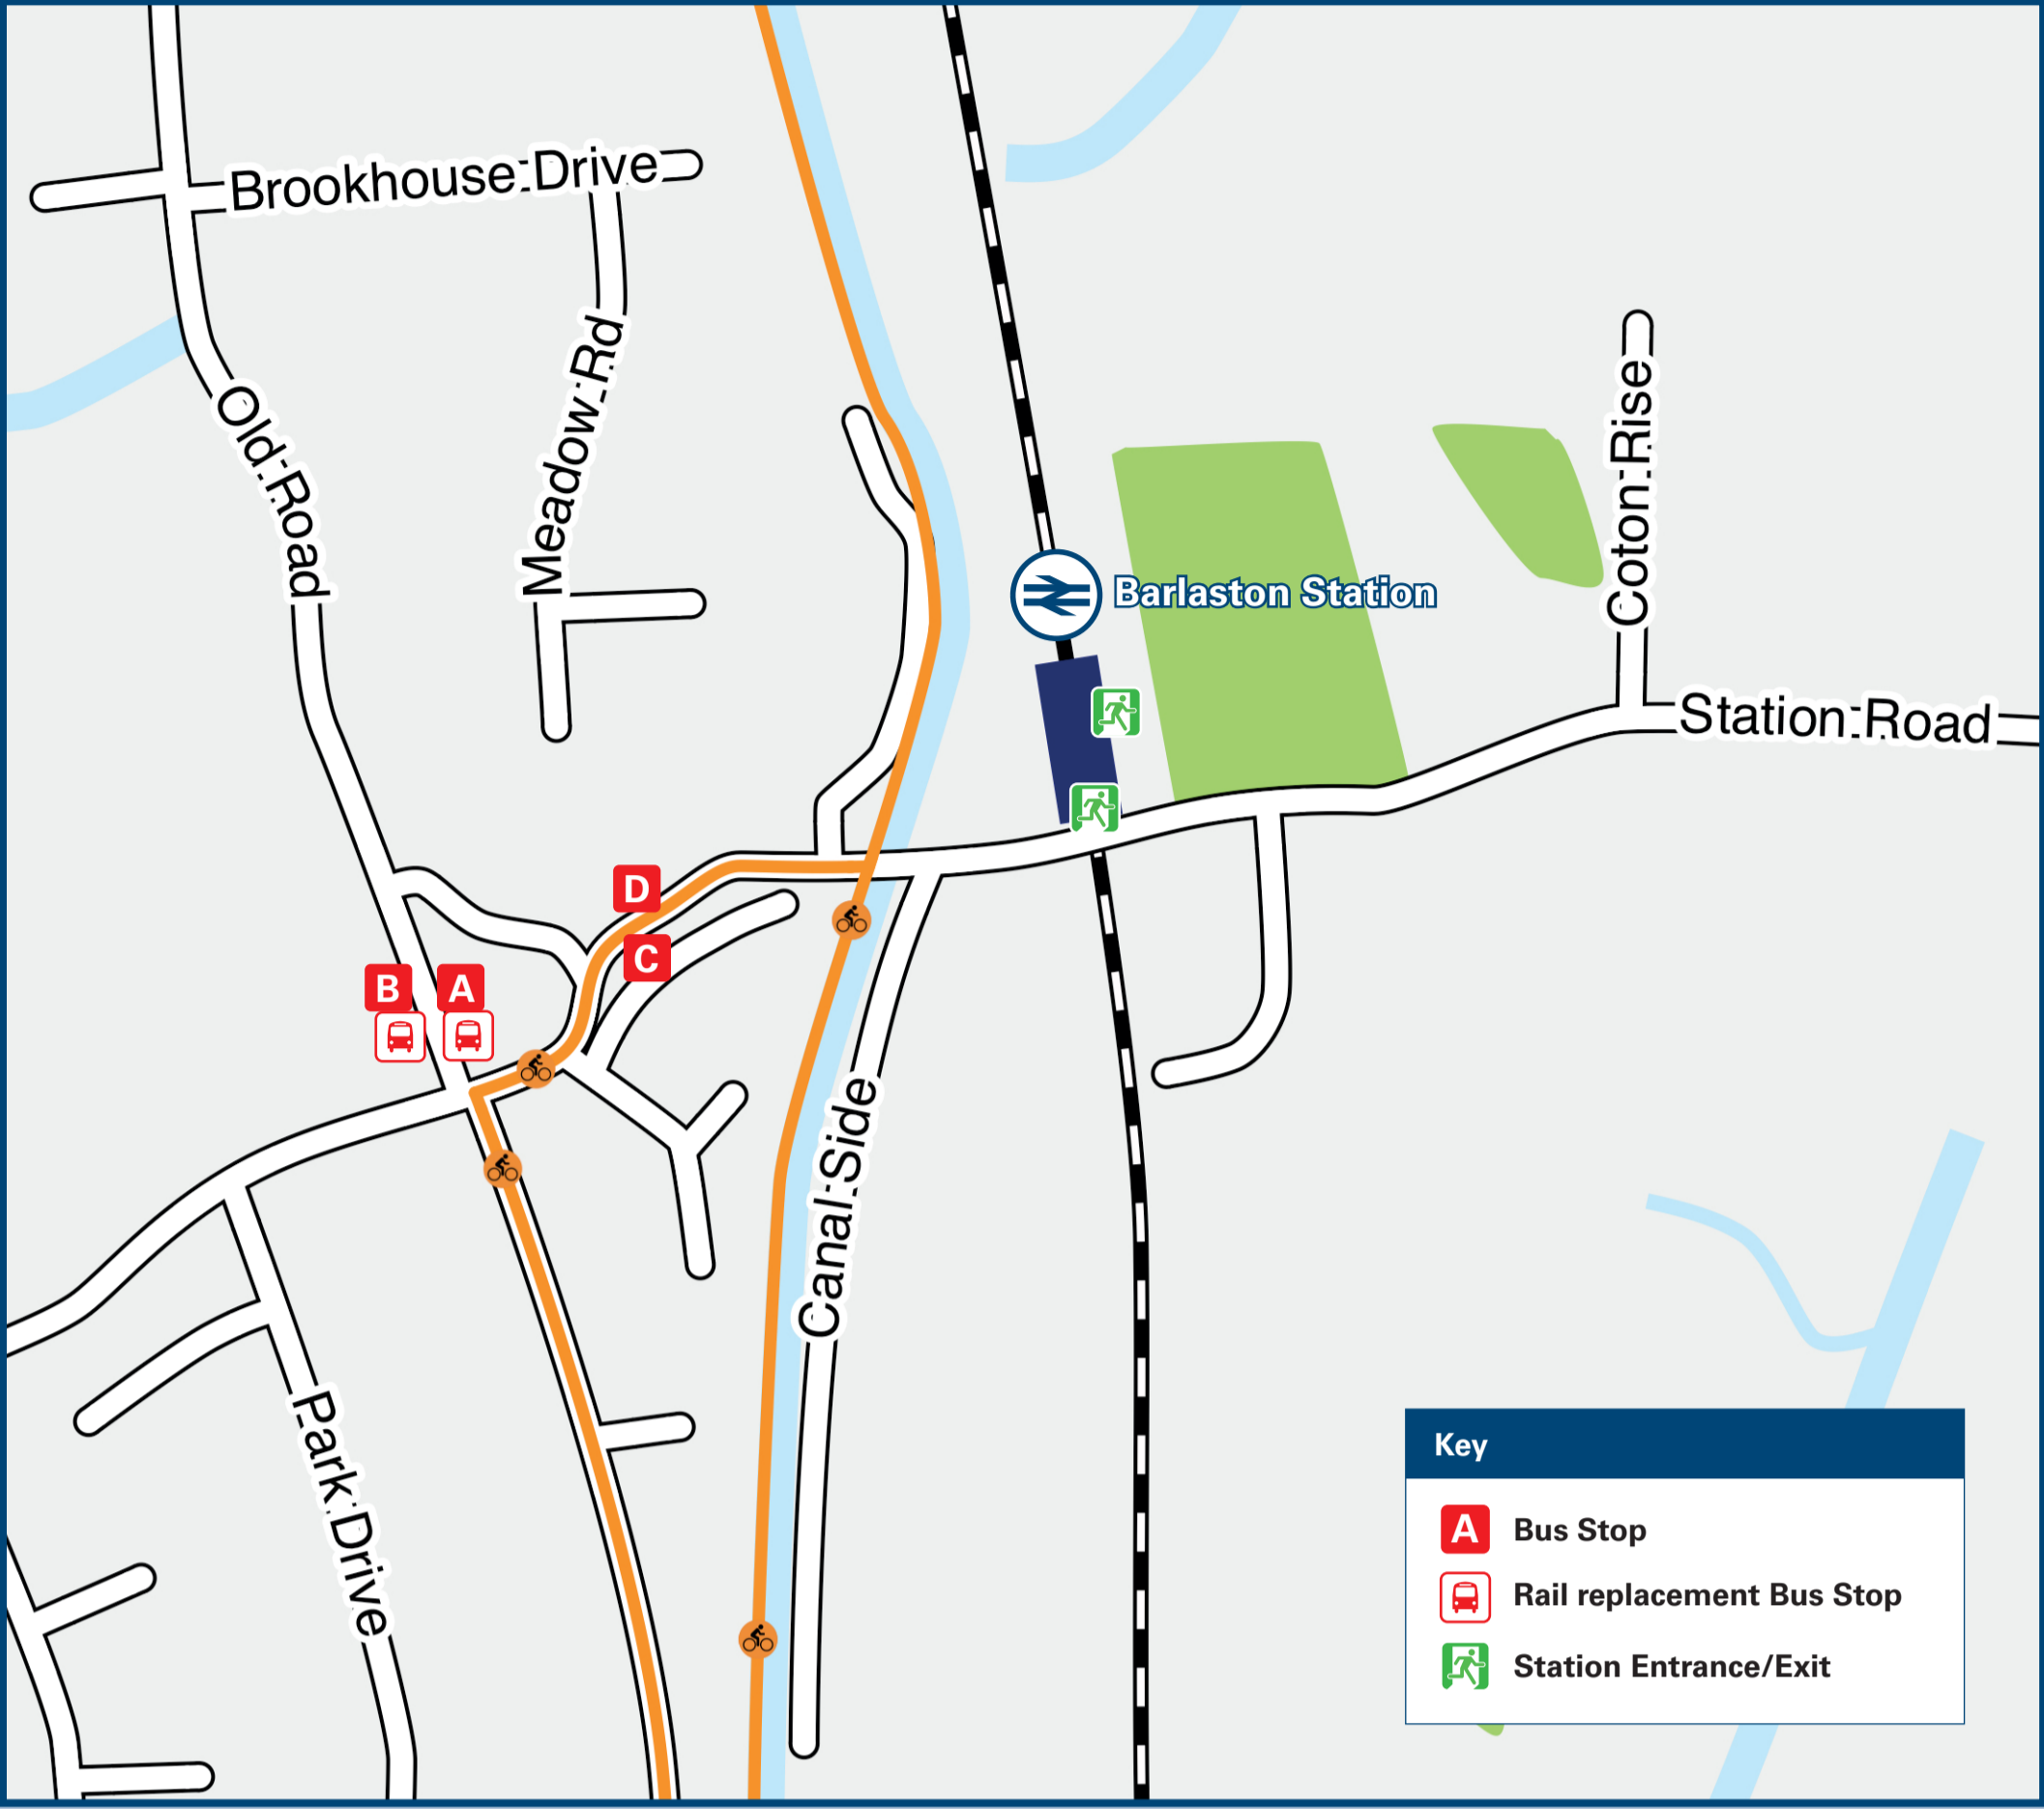 Brookhouse Drive
Old Road
Meadow Rd
Coton Rise
Barlaston Station
Station Road
D
C
B
A
Canal Side
Park Drive
Key
A Bus Stop
Rail replacement Bus Stop
Station Entrance/Exit